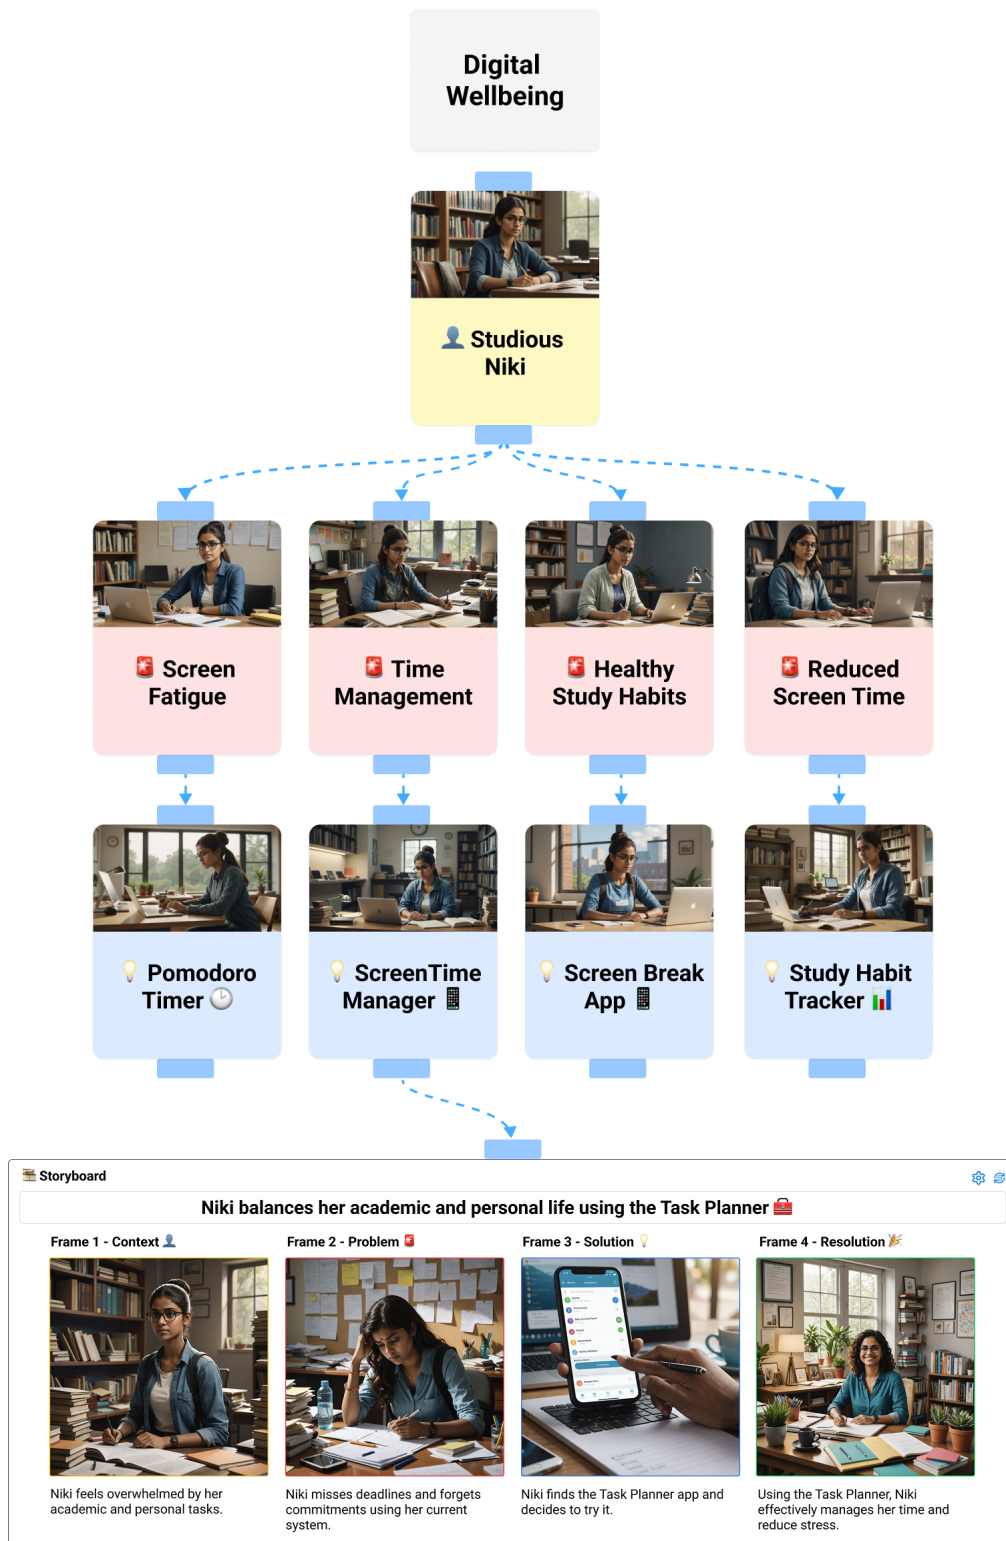 Digital
Wellbeing
Studious
Niki
Screen
Fatigue
Time
Management
Healthy
Study Habits
Reduced
Screen Time
Pomodoro
Timer
ScreenTime
Manager
Screen Break
App
Study Habit
Tracker
Storyboard
Niki balances her academic and personal life using the Task Planner
Frame 1 - Context
Frame 2 - Problem
Frame 3 - Solution
Frame 4 - Resolution
Niki feels overwhelmed by her
academic and personal tasks.
Niki misses deadlines and forgets
commitments using her current
system.
Niki finds the Task Planner app and
decides to try it.
Using the Task Planner, Niki
effectively manages her time and
reduce stress.